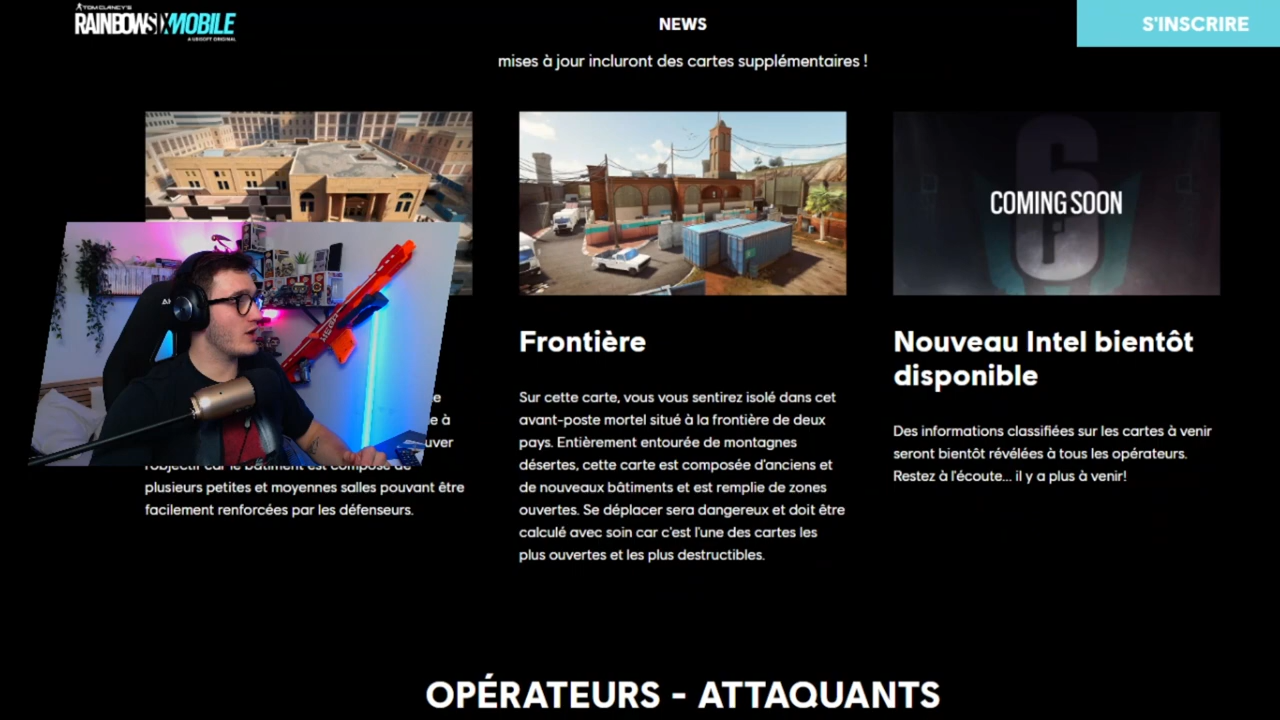 TOM CLANCY'S
RAINBOWSIX MOBILE
A UBISOFT ORIGINAL
NEWS
S'INSCRIRE
mises à jour incluront des cartes supplémentaires !
6
COMING SOON
plusieurs petites et moyennes salles pouvant être
facilement renforcées par les défenseurs.
Frontière
Sur cette carte, vous vous sentirez isolé dans cet
avant-poste mortel situé à la frontière de deux
pays. Entièrement entourée de montagnes
désertes, cette carte est composée d'anciens et
de nouveaux bâtiments et est remplie de zones
ouvertes. Se déplacer sera dangereux et doit être
calculé avec soin car c'est l'une des cartes les
plus ouvertes et les plus destructibles.
Nouveau Intel bientôt
disponible
Des informations classifiées sur les cartes à venir
seront bientôt révélées à tous les opérateurs.
Restez à l'écoute... il y a plus à venir!
OPÉRATEURS - ATTAQUANTS